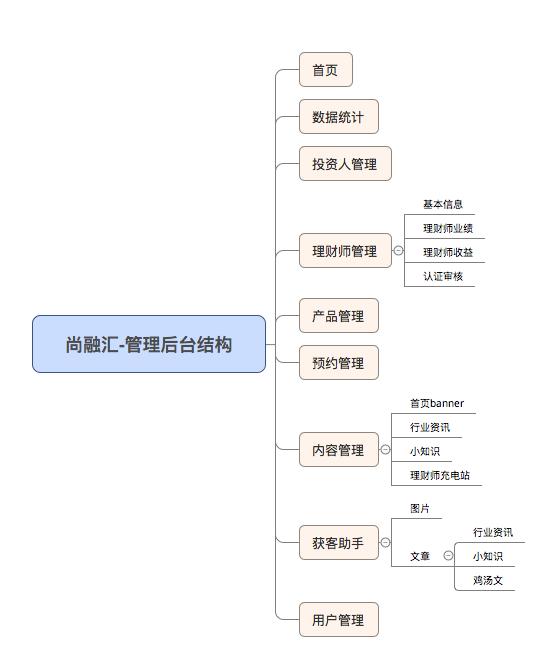 尚融汇-管理后台结构
首页
数据统计
投资人管理
理财师管理
基本信息
理财师业绩
理财师收益
认证审核
产品管理
预约管理
内容管理
首页banner
行业资讯
小知识
理财师充电站
获客助手
图片
文章
行业资讯
小知识
鸡汤文
用户管理